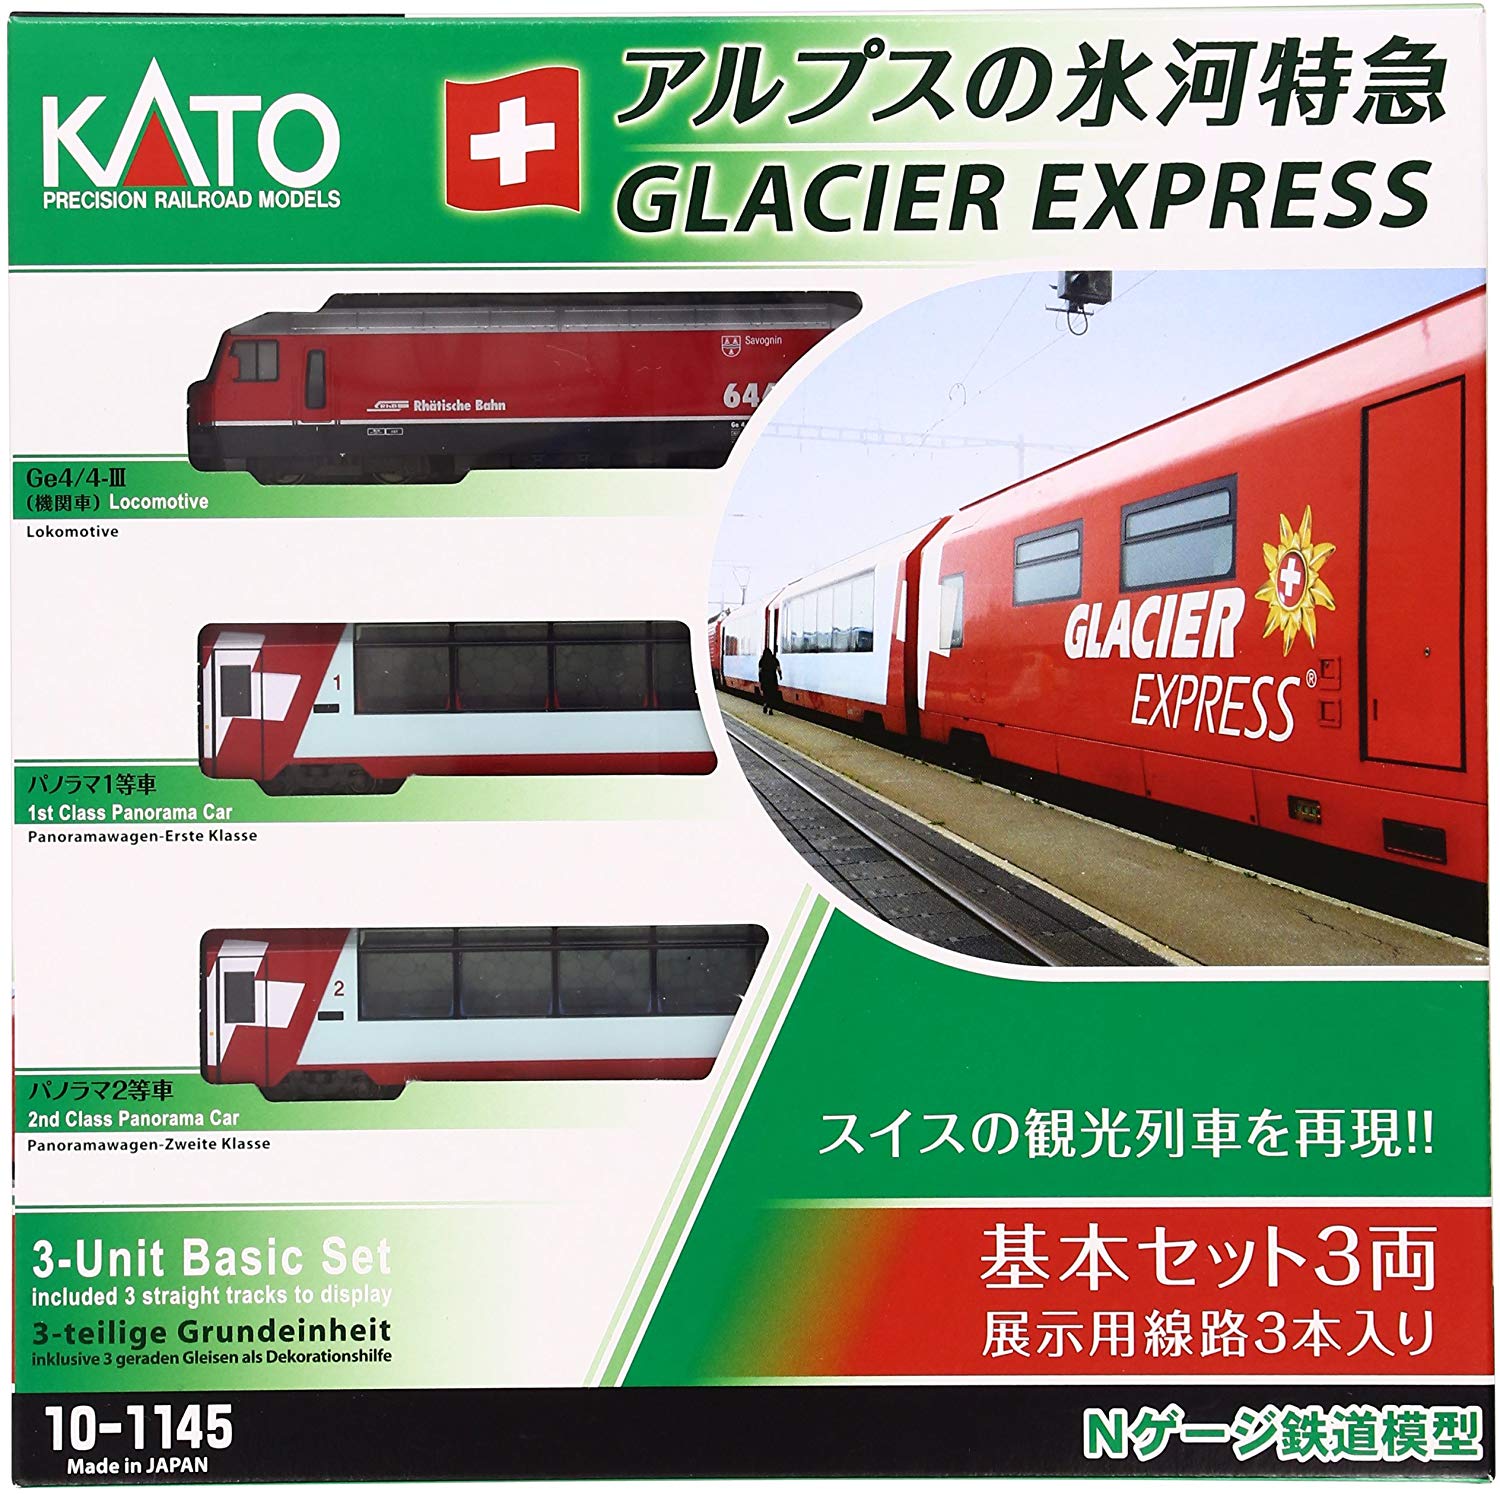 KATO
PRECISION RAILROAD MODELS
アルプスの氷河特急
GLACIER EXPRESS
Savognin
RhB Rhätische Bahn
Ge4/4-III
(機関車) Locomotive
Lokomotive
GLACIER
EXPRESS®
1
パノラマ1等車
1st Class Panorama Car
Panoramawagen-Erste Klasse
2
パノラマ2等車
2nd Class Panorama Car
Panoramawagen-Zweite Klasse
スイスの観光列車を再現!!
3-Unit Basic Set
included 3 straight tracks to display
3-teilige Grundeinheit
inklusive 3 geraden Gleisen als Dekorationshilfe
基本セット3両
展示用線路3本入り
10-1145
Made in JAPAN
Nゲージ鉄道模型